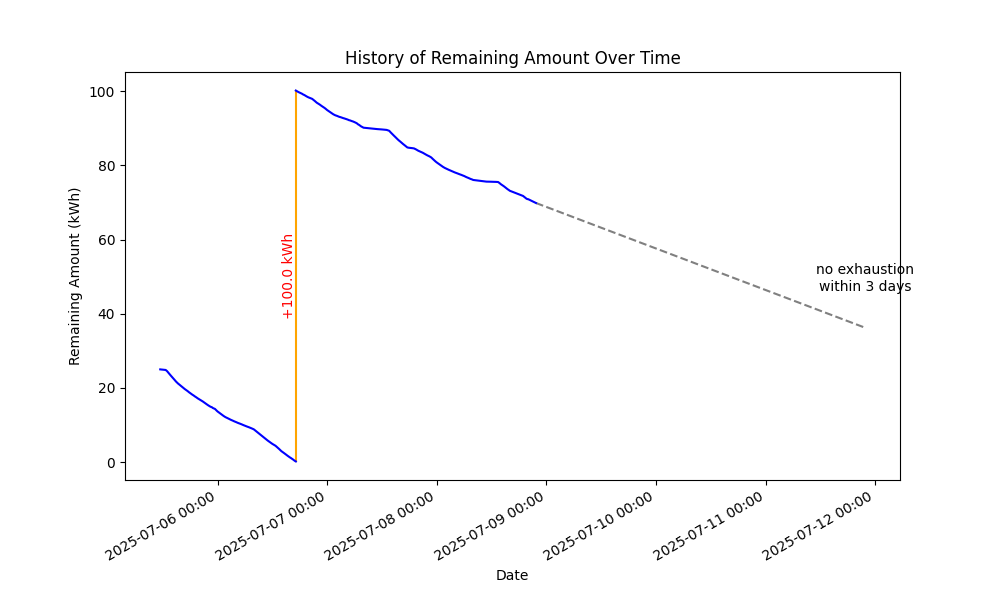 History of Remaining Amount Over Time
Remaining Amount (kWh)
100
80
60
40
20
0
+100.0 kWh
no exhaustion
within 3 days
2025-07-06 00:00
2025-07-07 00:00
2025-07-08 00:00
2025-07-09 00:00
2025-07-10 00:00
2025-07-11 00:00
2025-07-12 00:00
Date